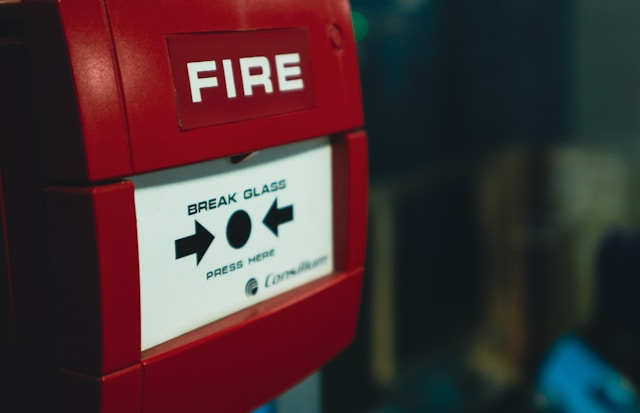 FIRE
BREAK GLASS
PRESS HERE
Consilium